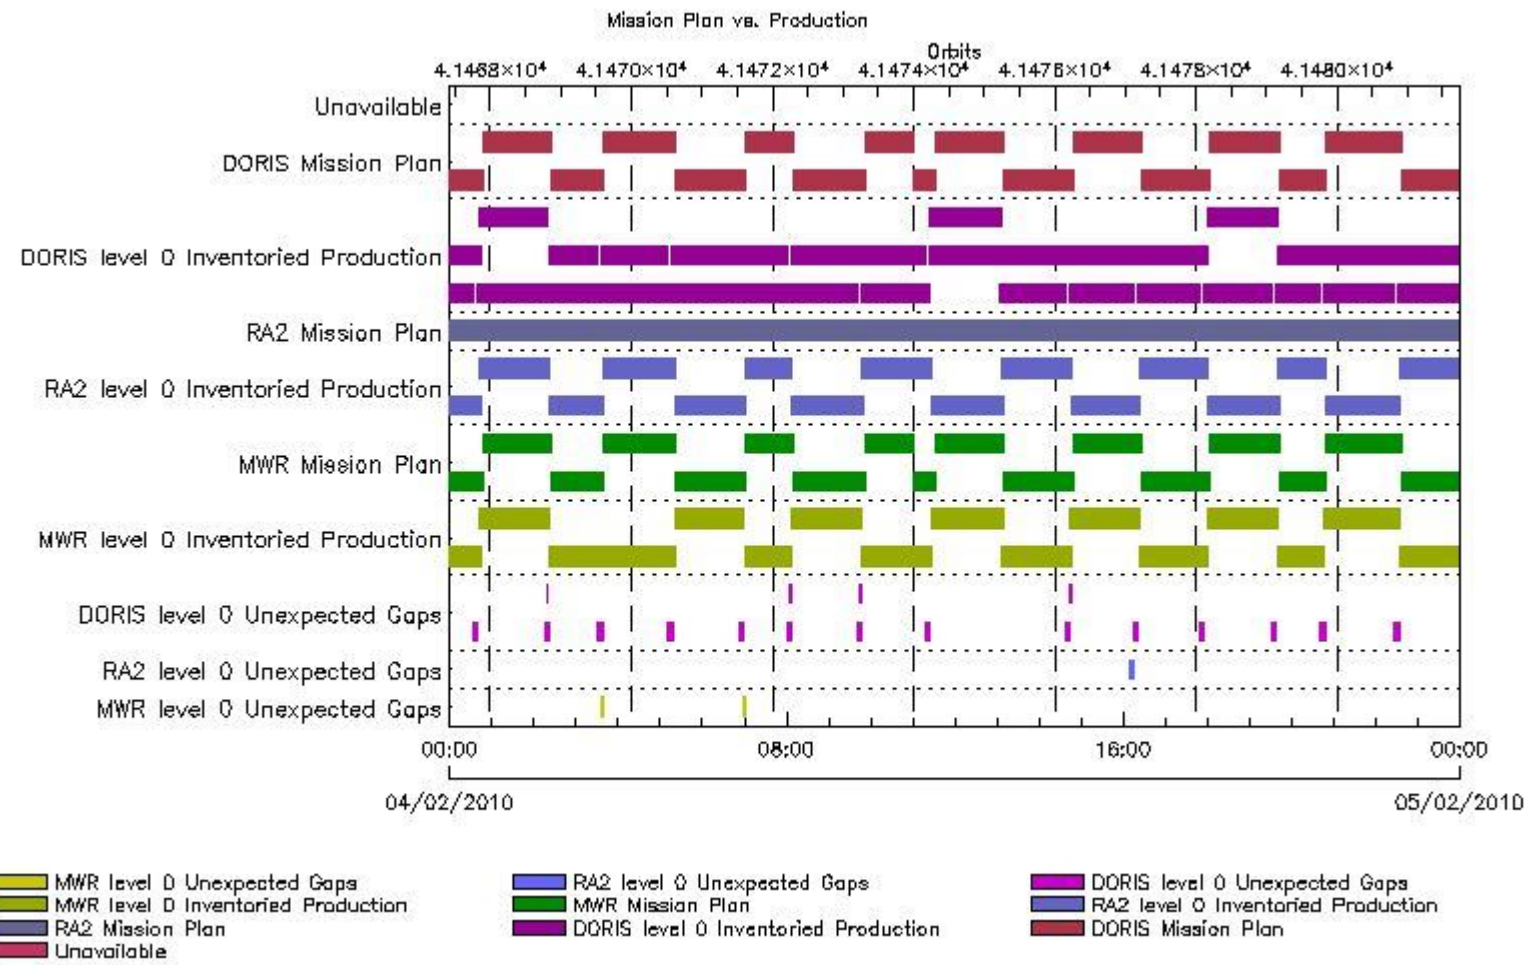 Mission Plan vs. Production
Orbits
4.1468×10⁴ 4.1470×10⁴ 4.1472×10⁴ 4.1474×10⁴ 4.1476×10⁴ 4.1478×10⁴ 4.1480×10⁴
Unavailable
DORIS Mission Plan
DORIS level 0 Inventoried Production
RA2 Mission Plan
RA2 level 0 Inventoried Production
MWR Mission Plan
MWR level 0 Inventoried Production
DORIS level 0 Unexpected Gaps
RA2 level 0 Unexpected Gaps
MWR level 0 Unexpected Gaps
00:00 08:00 16:00 00:00
04/02/2010 05/02/2010
MWR level 0 Unexpected Gaps RA2 level 0 Unexpected Gaps DORIS level 0 Unexpected Gaps
MWR level 0 Inventoried Production MWR Mission Plan RA2 level 0 Inventoried Production
RA2 Mission Plan DORIS level 0 Inventoried Production DORIS Mission Plan
Unavailable